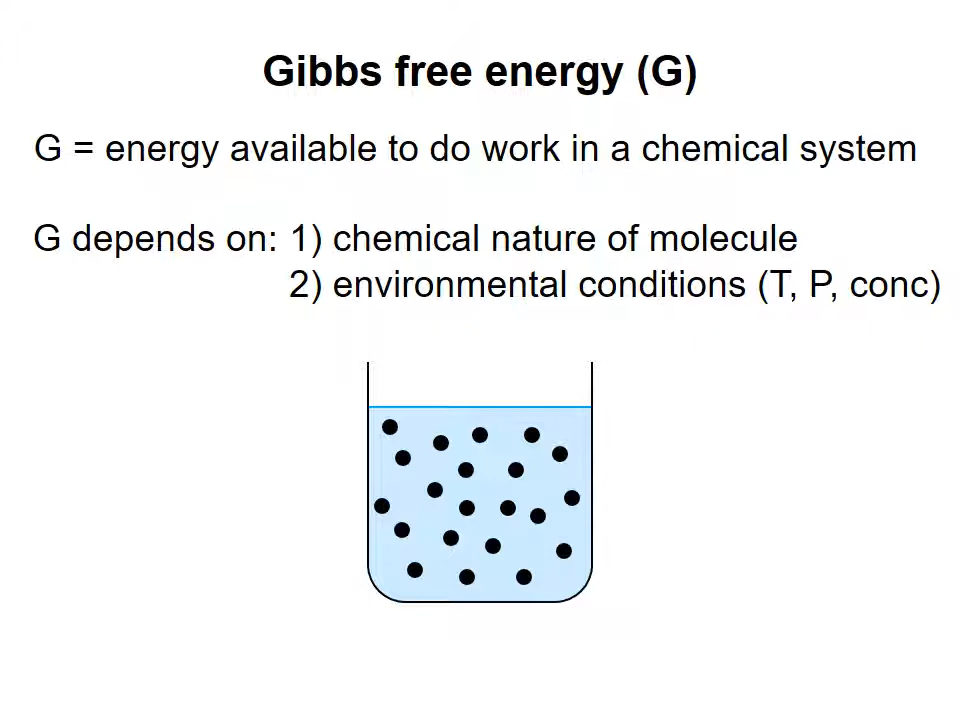 Gibbs free energy (G)
G = energy available to do work in a chemical system
G depends on: 1) chemical nature of molecule
2) environmental conditions (T, P, conc)